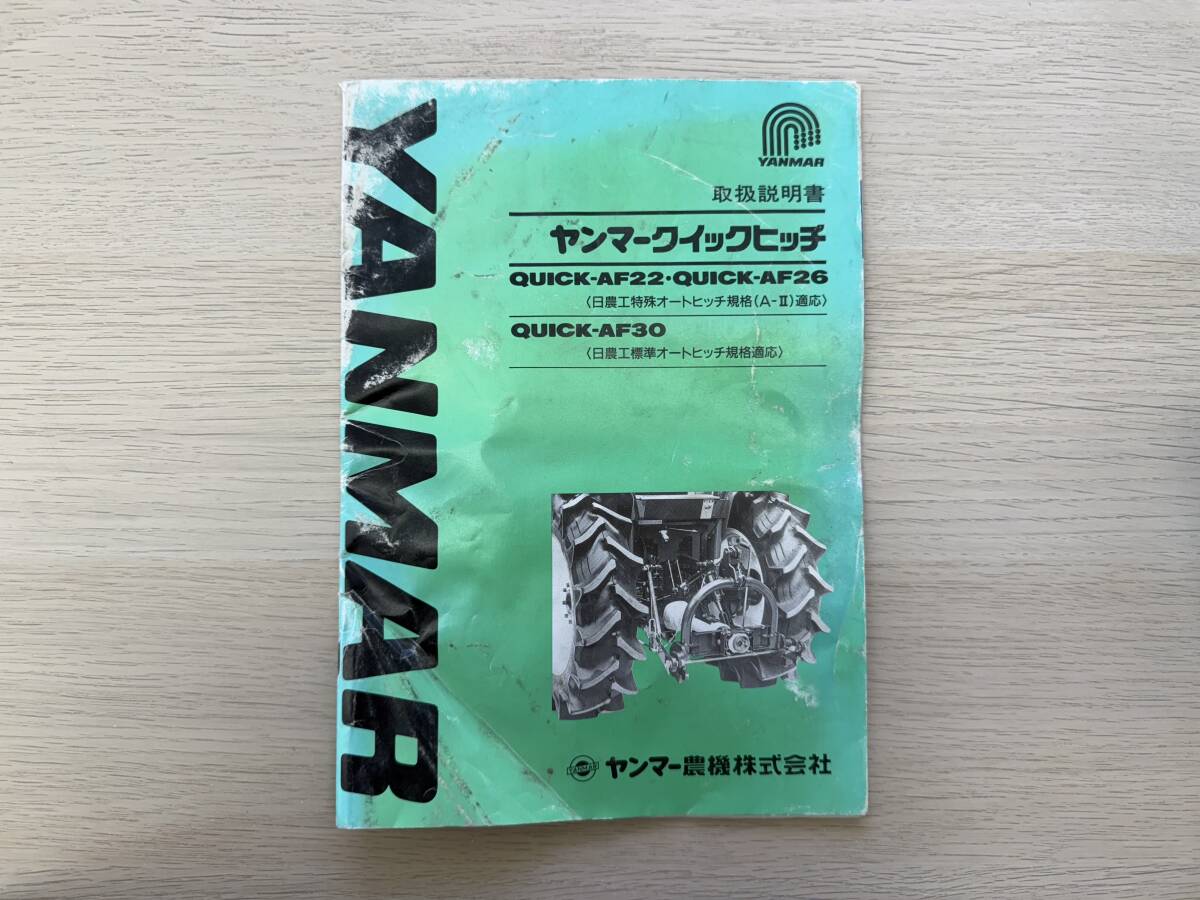 YANMAR
YANMAR
取扱説明書
ヤンマークイックヒッチ
QUICK-AF22・QUICK-AF26
〈日農工特殊オートヒッチ規格(A-Ⅱ)適応〉
QUICK-AF30
〈日農工標準オートヒッチ規格適応〉
YANMAR
ヤンマー農機株式会社